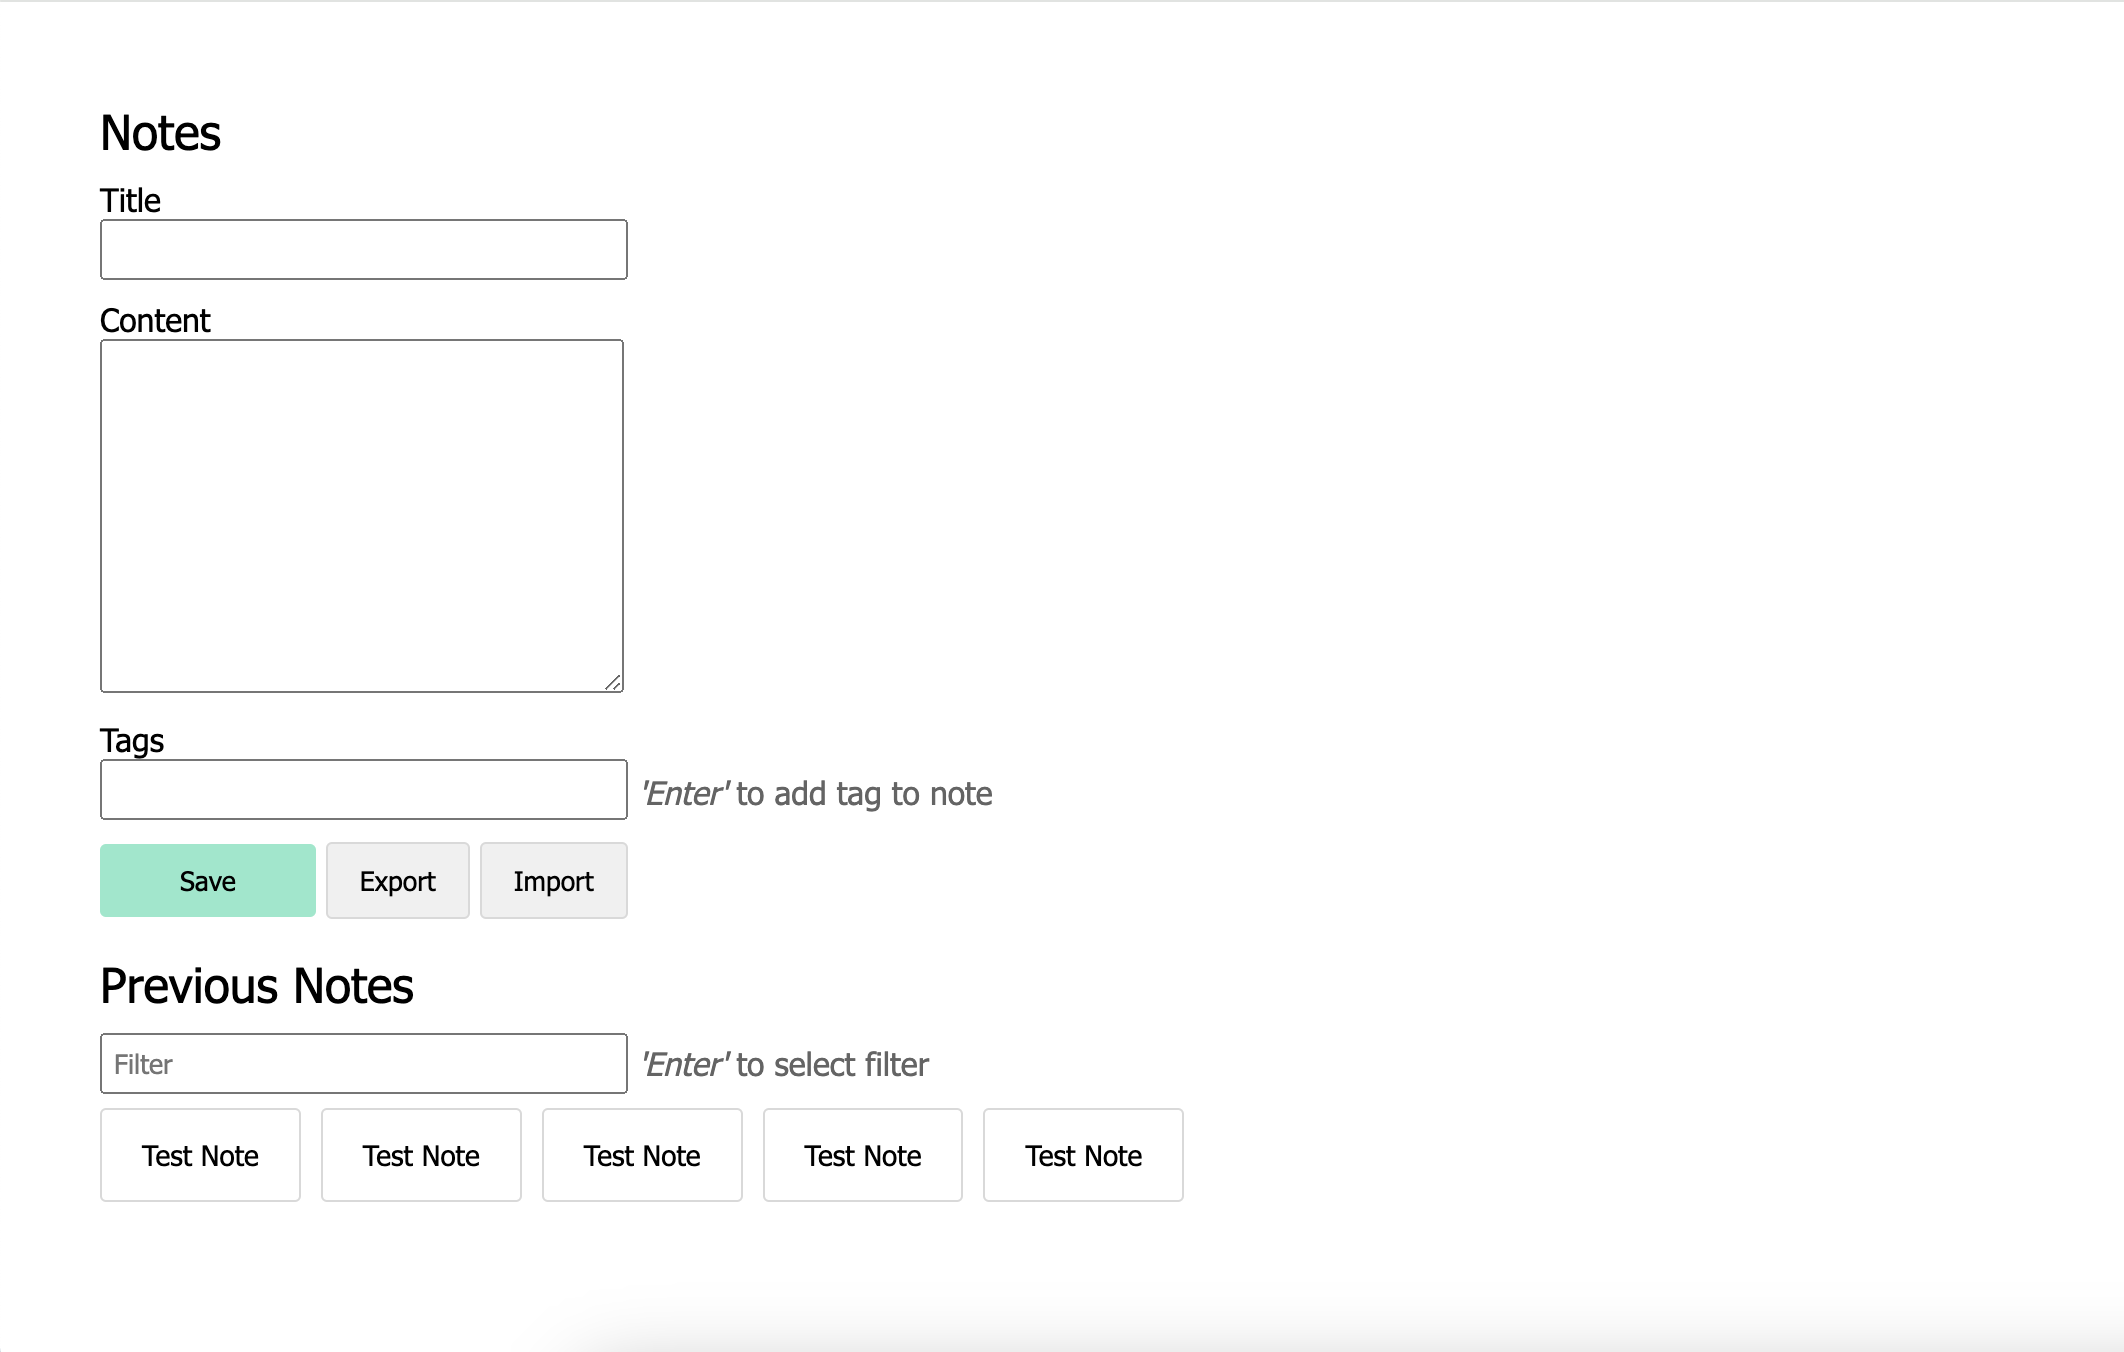 Notes
Title
Content
Tags
'Enter' to add tag to note
Save Export Import
Previous Notes
Filter 'Enter' to select filter
Test Note Test Note Test Note Test Note Test Note